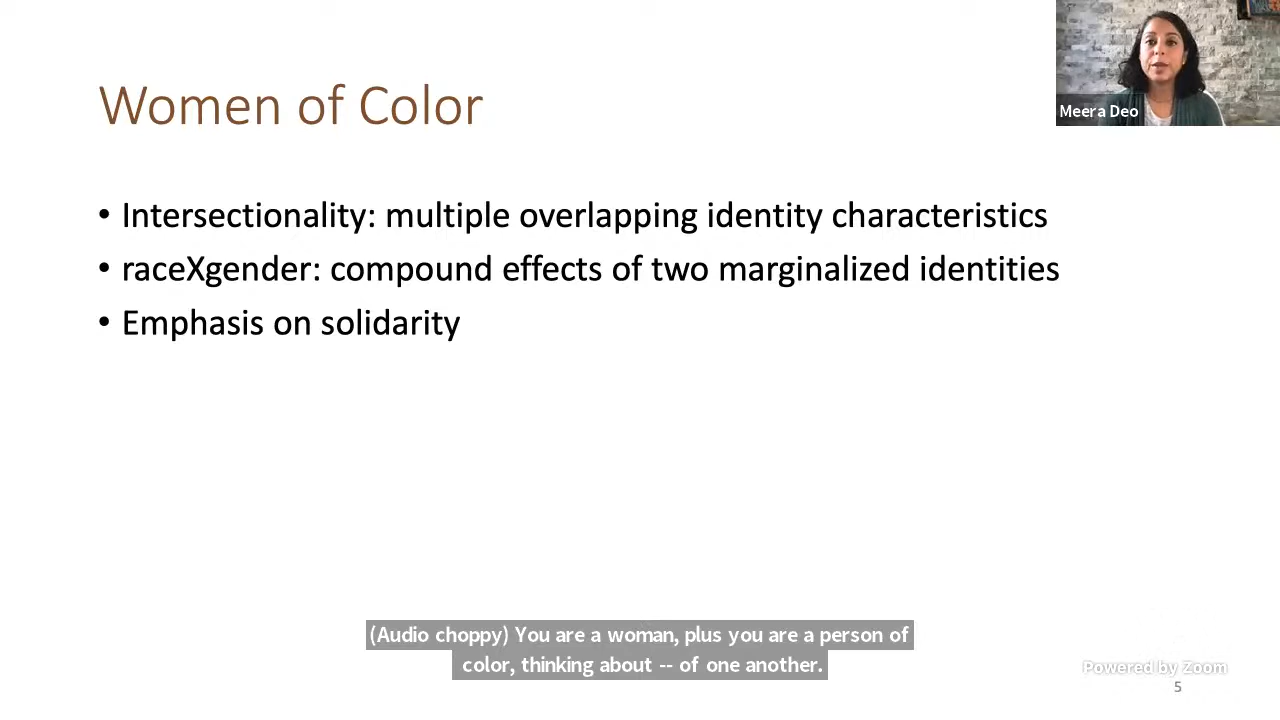 Women of Color
Meera Deo
• Intersectionality: multiple overlapping identity characteristics
• raceXgender: compound effects of two marginalized identities
• Emphasis on solidarity
(Audio choppy) You are a woman, plus you are a person of
color, thinking about -- of one another.
Powered by Zoom
5